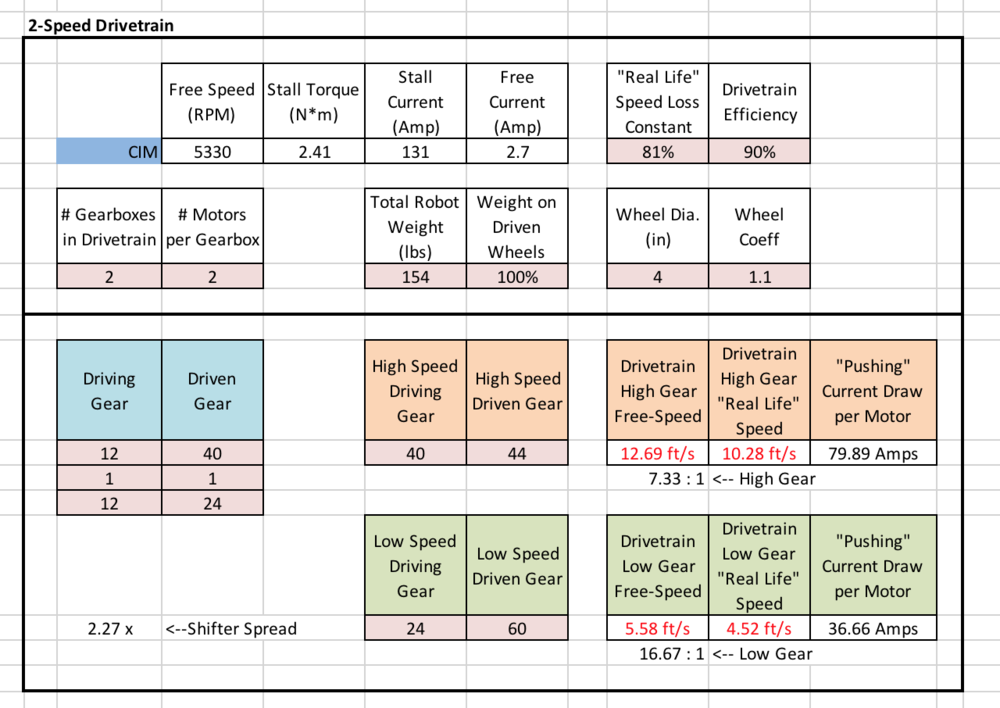 2-Speed Drivetrain
Free Speed
(RPM)
Stall Torque
(N*m)
Stall
Current
(Amp)
Free
Current
(Amp)
"Real Life"
Speed Loss
Constant
Drivetrain
Efficiency
CIM 5330 2.41 131 2.7 81% 90%
# Gearboxes
in Drivetrain
# Motors
per Gearbox
Total Robot
Weight
(lbs)
Weight on
Driven
Wheels
Wheel Dia.
(in)
Wheel
Coeff
2 2 154 100% 4 1.1
Driving
Gear
Driven
Gear
High Speed
Driving
Gear
High Speed
Driven Gear
Drivetrain
High Gear
Free-Speed
Drivetrain
High Gear
"Real Life"
Speed
"Pushing"
Current Draw
per Motor
12 40 40 44 12.69 ft/s 10.28 ft/s 79.89 Amps
1 1 7.33 : 1 <-- High Gear
12 24
Low Speed
Driving
Gear
Low Speed
Driven Gear
Drivetrain
Low Gear
Free-Speed
Drivetrain
Low Gear
"Real Life"
Speed
"Pushing"
Current Draw
per Motor
2.27 x <--Shifter Spread 24 60 5.58 ft/s 4.52 ft/s 36.66 Amps
16.67 : 1 <-- Low Gear